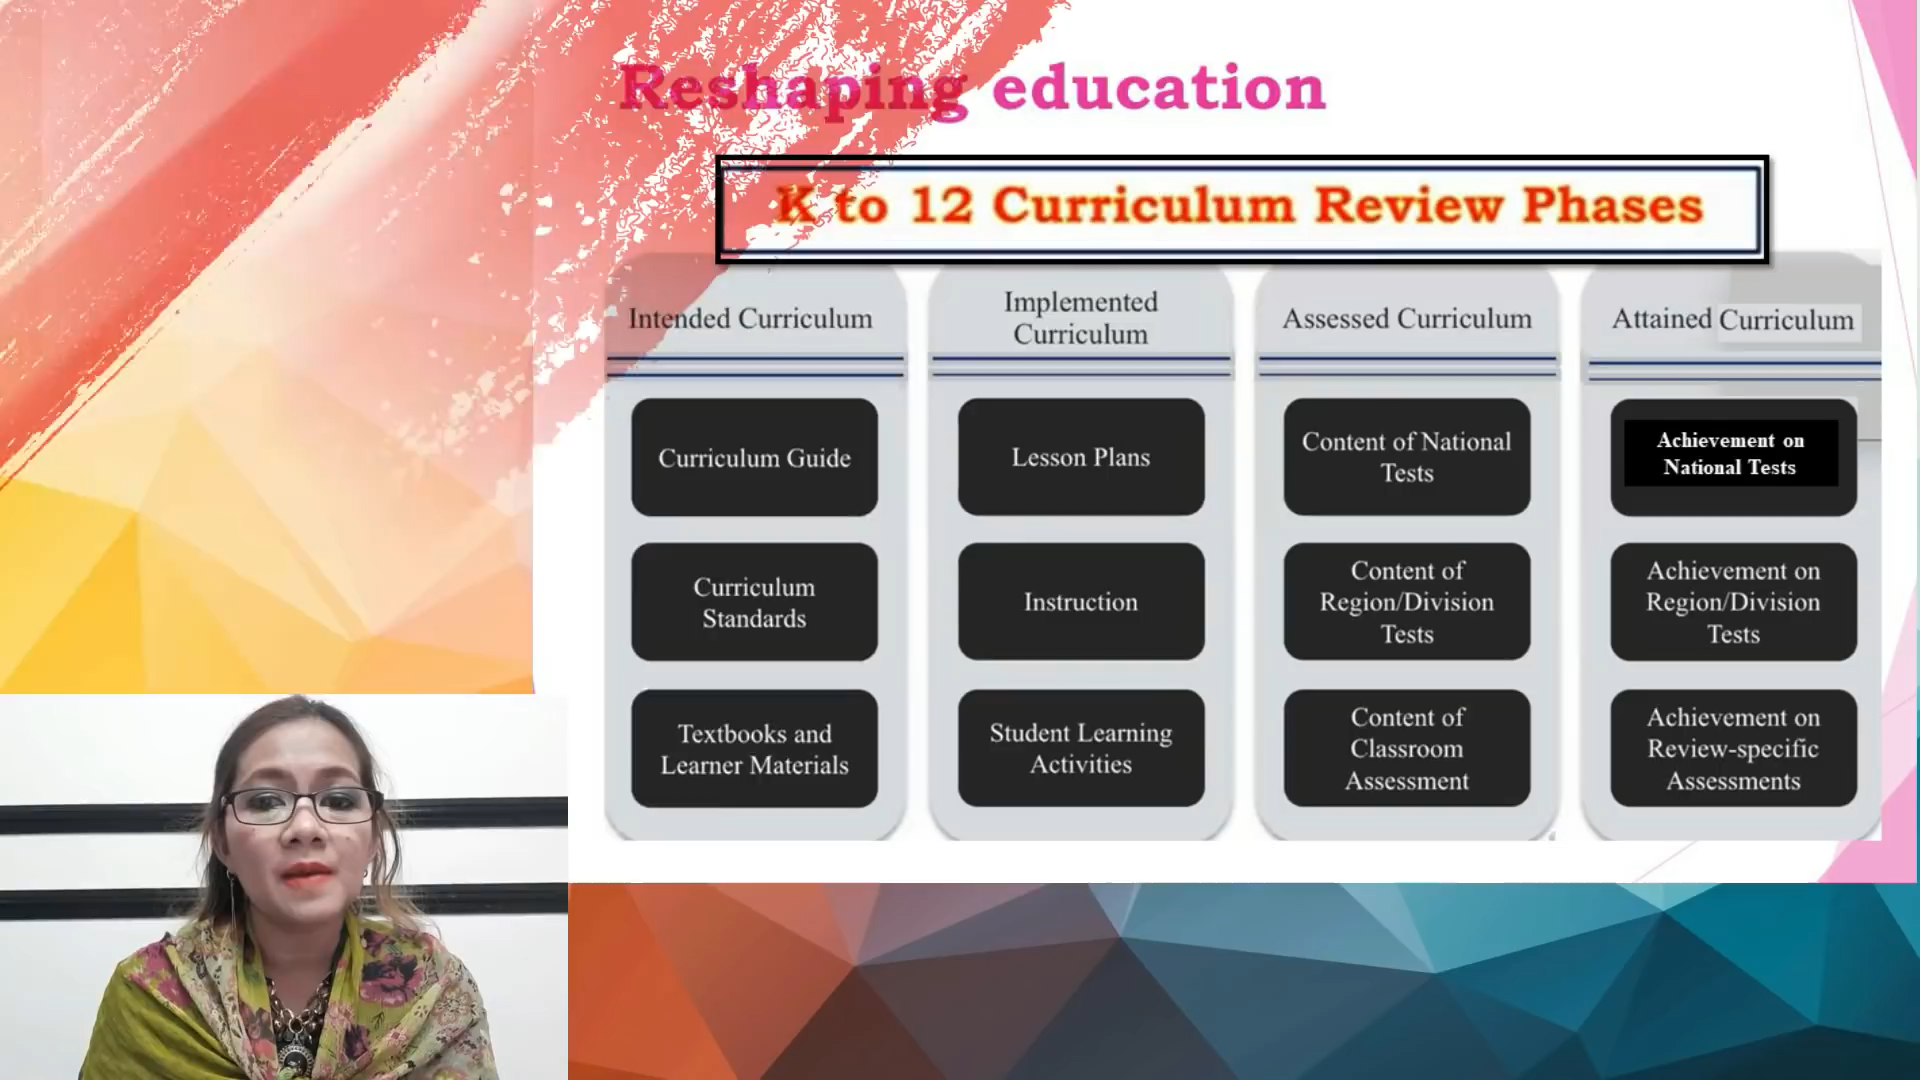 Reshaping education
K to 12 Curriculum Review Phases
Intended Curriculum
Curriculum Guide
Curriculum
Standards
Textbooks and
Learner Materials
Implemented
Curriculum
Lesson Plans
Instruction
Student Learning
Activities
Assessed Curriculum
Content of National
Tests
Content of
Region/Division
Tests
Content of
Classroom
Assessment
Attained Curriculum
Achievement on
National Tests
Achievement on
Region/Division
Tests
Achievement on
Review-specific
Assessments